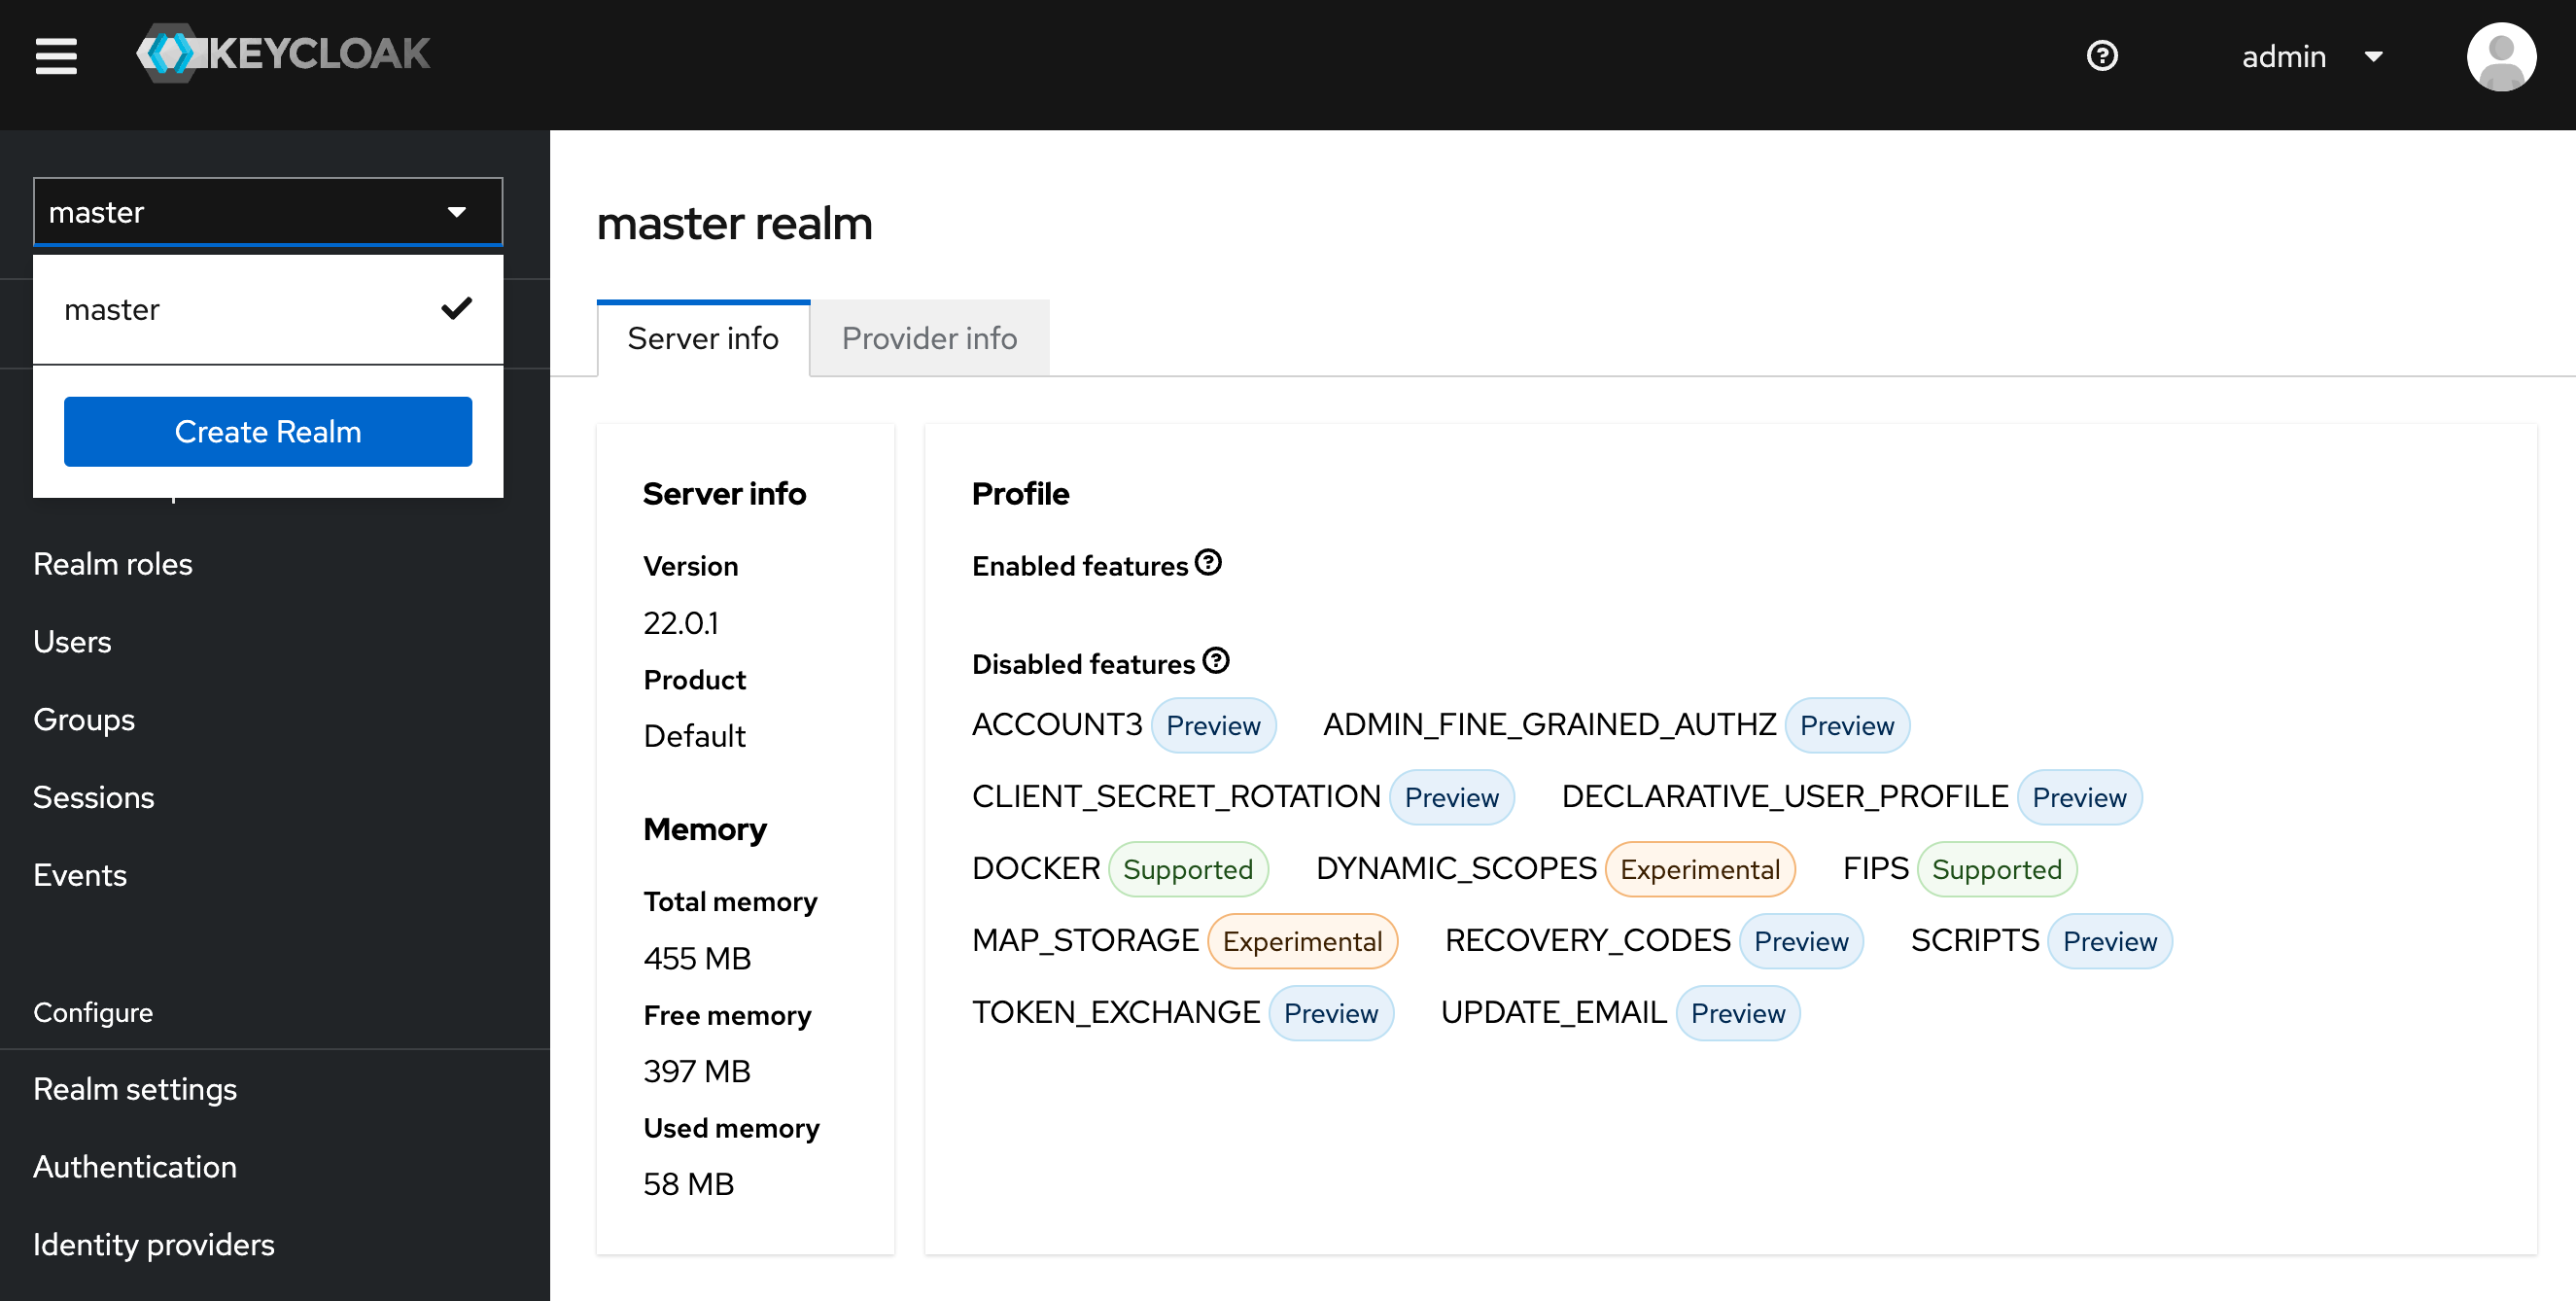 KEYCLOAK
admin
master
master
Create Realm
Realm roles
Users
Groups
Sessions
Events
Configure
Realm settings
Authentication
Identity providers
master realm
Server info
Provider info
Server info
Version
22.0.1
Product
Default
Memory
Total memory
455 MB
Free memory
397 MB
Used memory
58 MB
Profile
Enabled features
Disabled features
ACCOUNT3 Preview ADMIN_FINE_GRAINED_AUTHZ Preview
CLIENT_SECRET_ROTATION Preview DECLARATIVE_USER_PROFILE Preview
DOCKER Supported DYNAMIC_SCOPES Experimental FIPS Supported
MAP_STORAGE Experimental RECOVERY_CODES Preview SCRIPTS Preview
TOKEN_EXCHANGE Preview UPDATE_EMAIL Preview